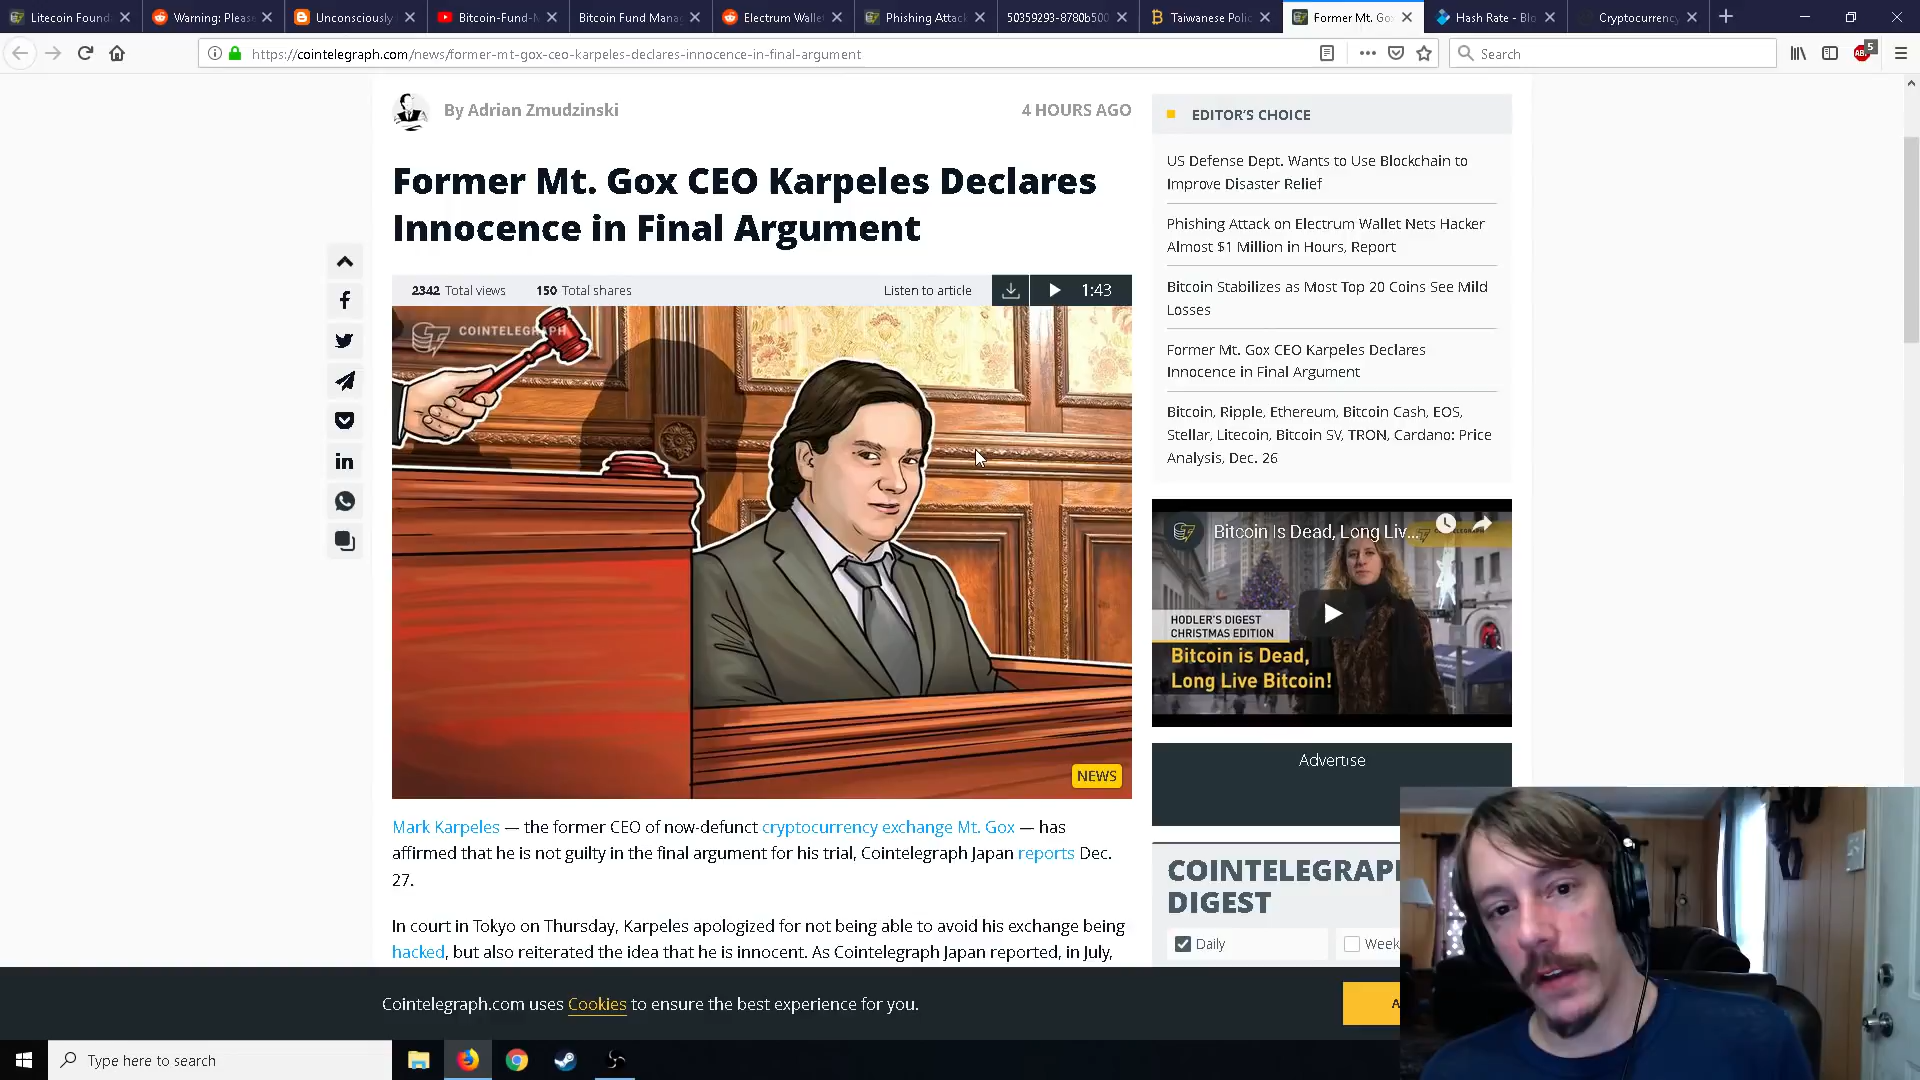 Litecoin Found
Warning: Please
Unconsciously
Bitcoin-Fund-
Bitcoin Fund Mana
Electrum Walle
Phishing Attac
50359293-8780b500
Taiwanese Poli
Former Mt. Go
Hash Rate - Blo
Cryptocurrency
https://cointelegraph.com/news/former-mt-gox-ceo-karpeles-declares-innocence-in-final-argument
Search
5
By Adrian Zmudzinski
4 HOURS AGO
Former Mt. Gox CEO Karpeles Declares
Innocence in Final Argument
2342 Total views
150 Total shares
Listen to article
1:43
COINTELEGRAPH
NEWS
Mark Karpeles — the former CEO of now-defunct cryptocurrency exchange Mt. Gox — has
affirmed that he is not guilty in the final argument for his trial, Cointelegraph Japan reports Dec.
27.
In court in Tokyo on Thursday, Karpeles apologized for not being able to avoid his exchange being
hacked, but also reiterated the idea that he is innocent. As Cointelegraph Japan reported, in July,
EDITOR'S CHOICE
US Defense Dept. Wants to Use Blockchain to
Improve Disaster Relief
Phishing Attack on Electrum Wallet Nets Hacker
Almost $1 Million in Hours, Report
Bitcoin Stabilizes as Most Top 20 Coins See Mild
Losses
Former Mt. Gox CEO Karpeles Declares
Innocence in Final Argument
Bitcoin, Ripple, Ethereum, Bitcoin Cash, EOS,
Stellar, Litecoin, Bitcoin SV, TRON, Cardano: Price
Analysis, Dec. 26
Bitcoin Is Dead, Long Liv...
HODLER'S DIGEST
CHRISTMAS EDITION
Bitcoin is Dead,
Long Live Bitcoin!
Advertise
COINTELEGRAP
DIGEST
Daily
Week
Cointelegraph.com uses Cookies to ensure the best experience for you.
A
Type here to search